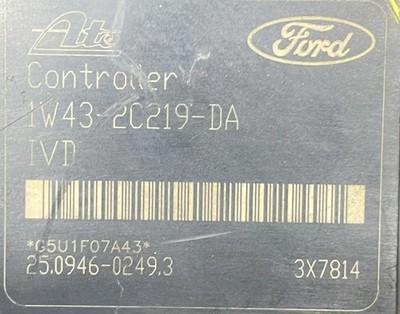 Ate
Ford
Controller
1W43-2C219-DA
IVD
*G5U1F07A43*
25.0946-0249.3 3X7814